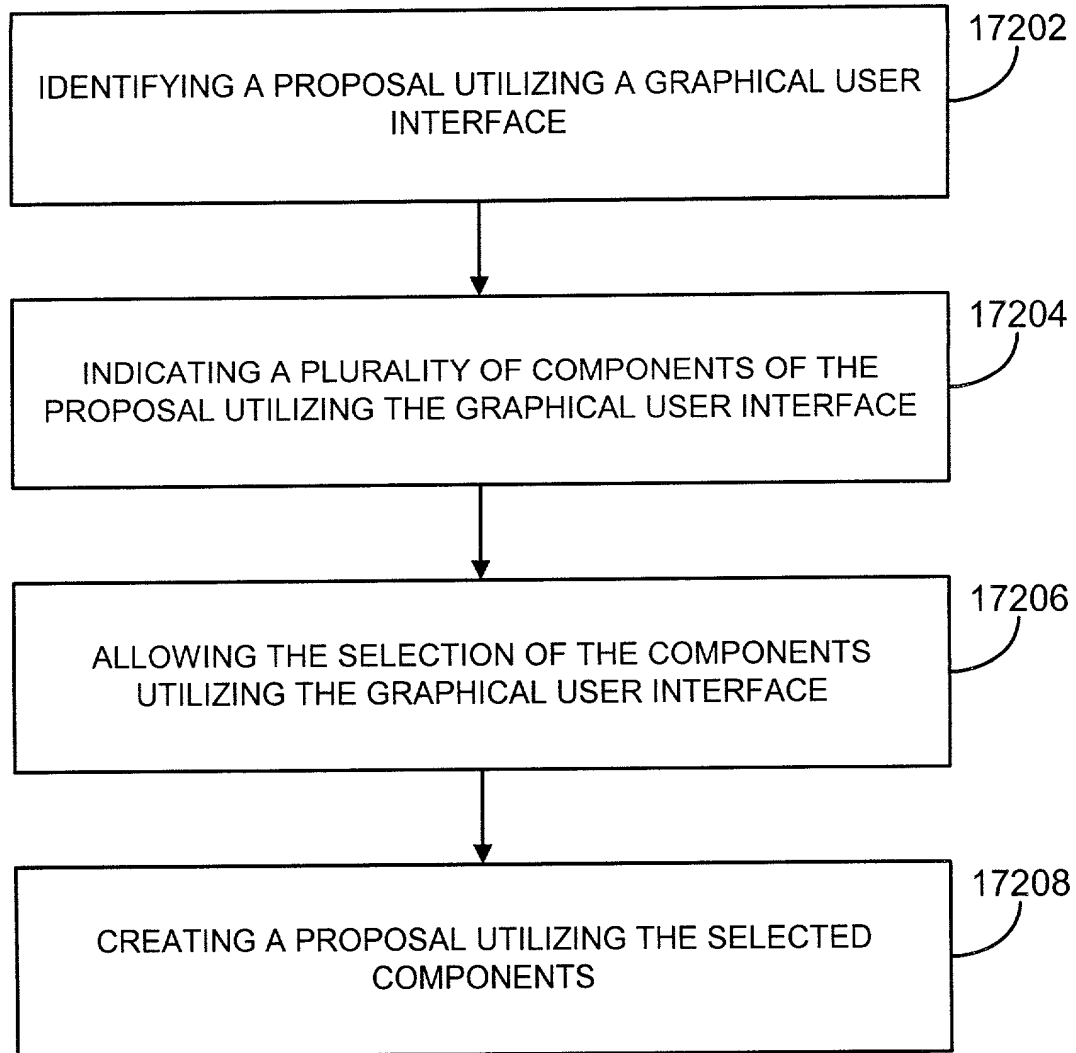 17202
IDENTIFYING A PROPOSAL UTILIZING A GRAPHICAL USER
INTERFACE
17204
INDICATING A PLURALITY OF COMPONENTS OF THE
PROPOSAL UTILIZING THE GRAPHICAL USER INTERFACE
17206
ALLOWING THE SELECTION OF THE COMPONENTS
UTILIZING THE GRAPHICAL USER INTERFACE
17208
CREATING A PROPOSAL UTILIZING THE SELECTED
COMPONENTS